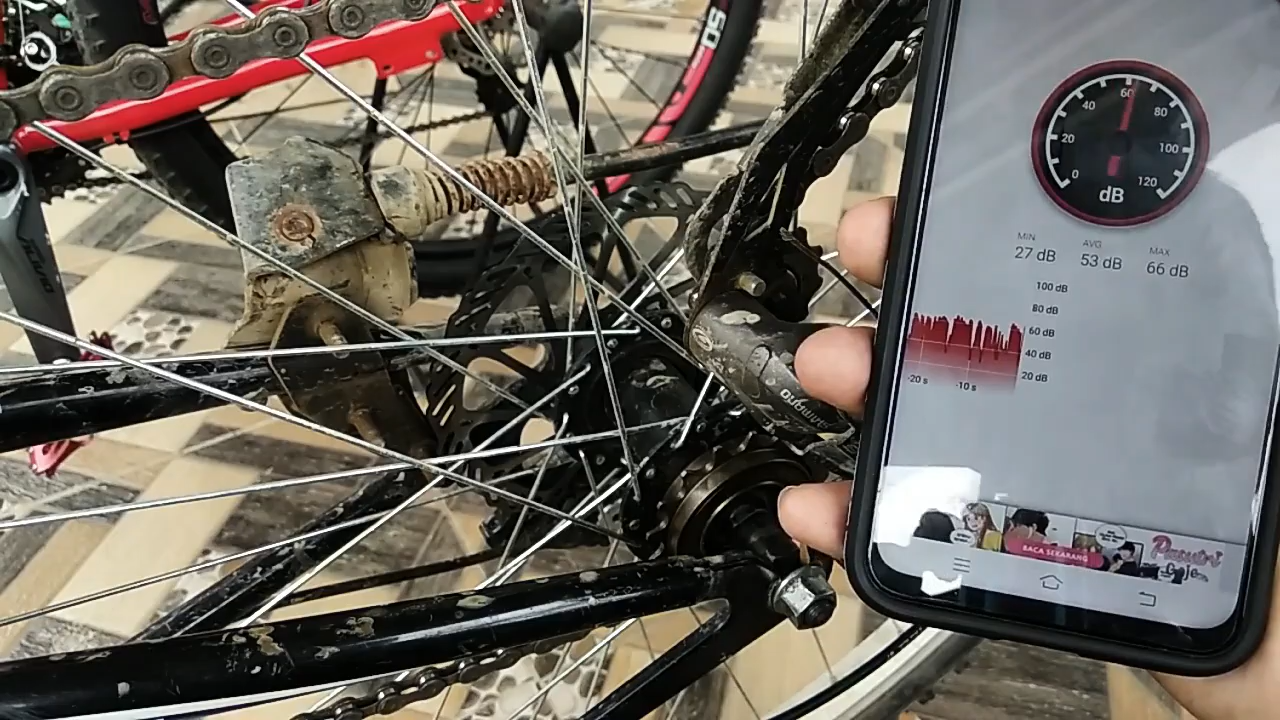 50
60
40
80
20
100
0
120
dB
MIN
27 dB
AVG
53 dB
MAX
66 dB
100 dB
80 dB
60 dB
40 dB
20 dB
-20 s
-10 s
BACA SEKARANG